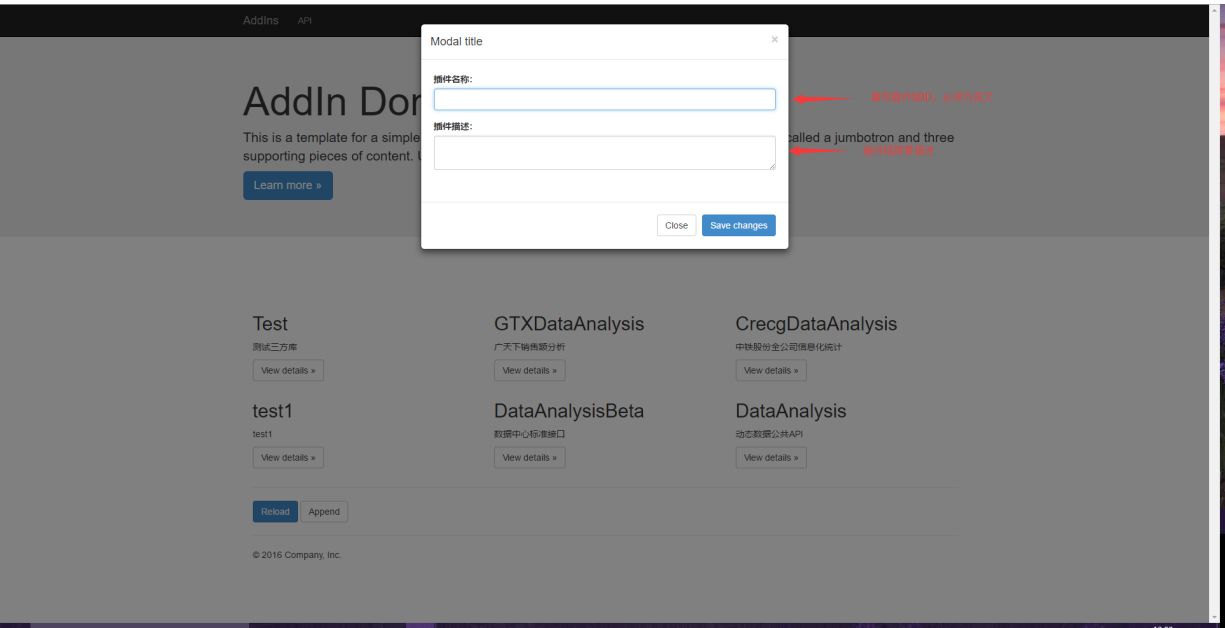 AddIns API
Modal title ×
插件名称:
AddIn Dor
This is a template for a simple called a jumbotron and three
插件描述:
supporting pieces of content. U
Learn more »
Close Save changes
Test GTXDataAnalysis CrecgDataAnalysis
测试三方库 广天下销售额分析 中铁股份全公司信息化统计
View details » View details » View details »
test1 DataAnalysisBeta DataAnalysis
test1 数据中心标准接口 动态数据公共API
View details » View details » View details »
Reload Append
© 2016 Company, Inc.